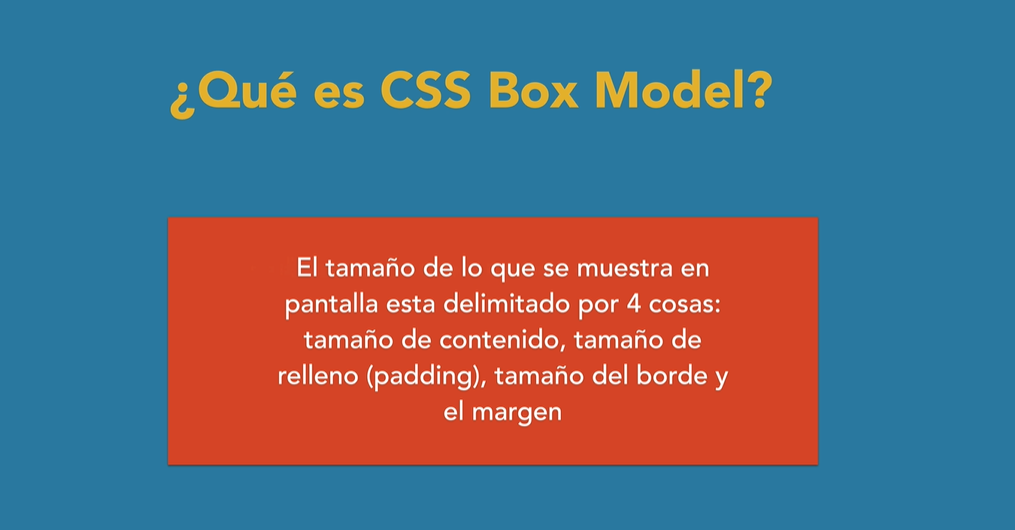 ¿Qué es CSS Box Model?
El tamaño de lo que se muestra en
pantalla esta delimitado por 4 cosas:
tamaño de contenido, tamaño de
relleno (padding), tamaño del borde y
el margen